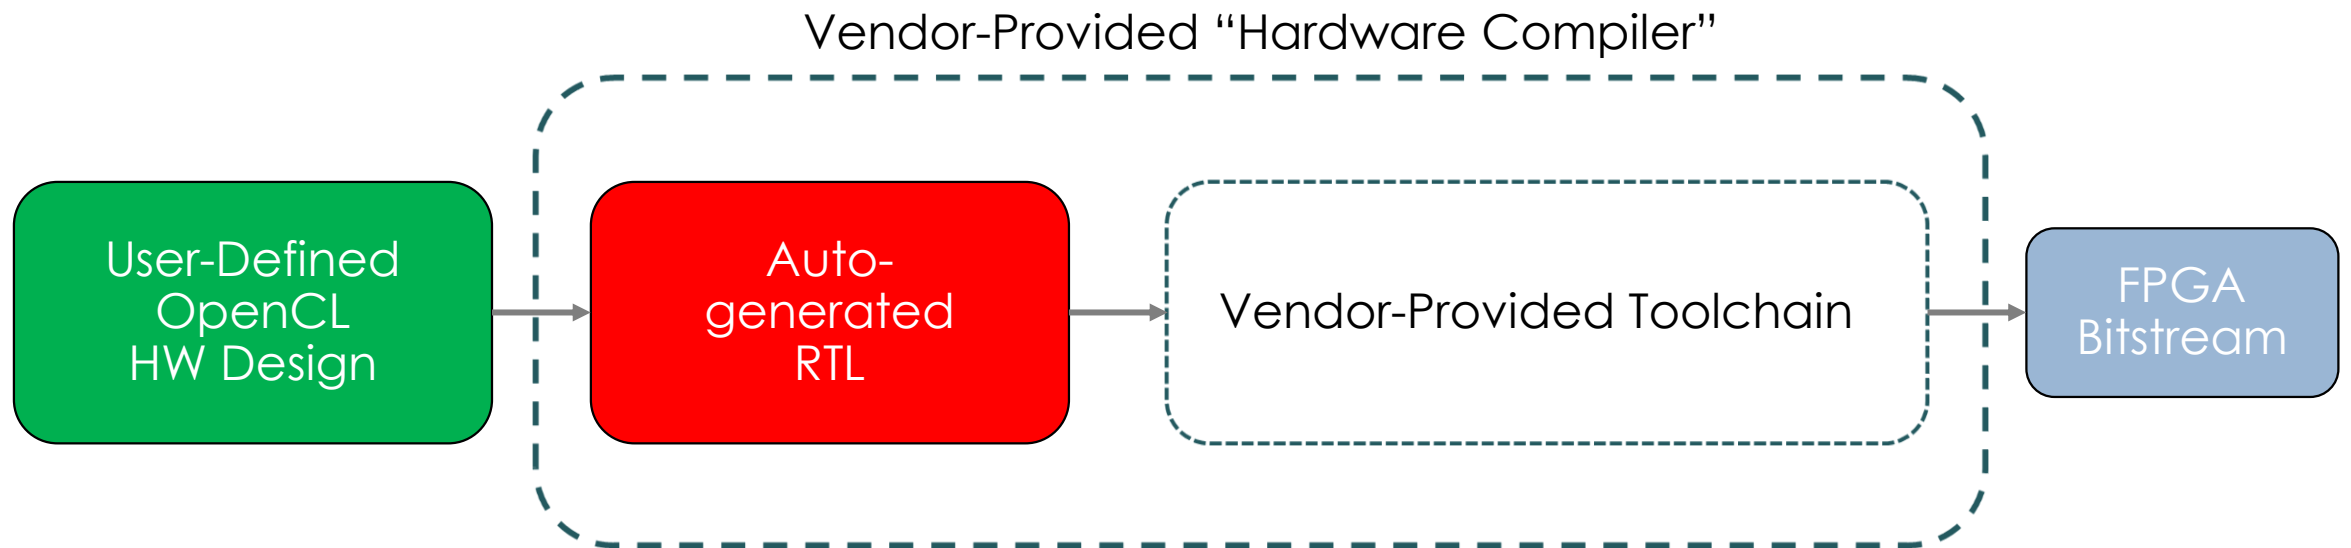 Vendor-Provided “Hardware Compiler”
User-Defined
OpenCL
HW Design
Auto-
generated
RTL
Vendor-Provided Toolchain
FPGA
Bitstream